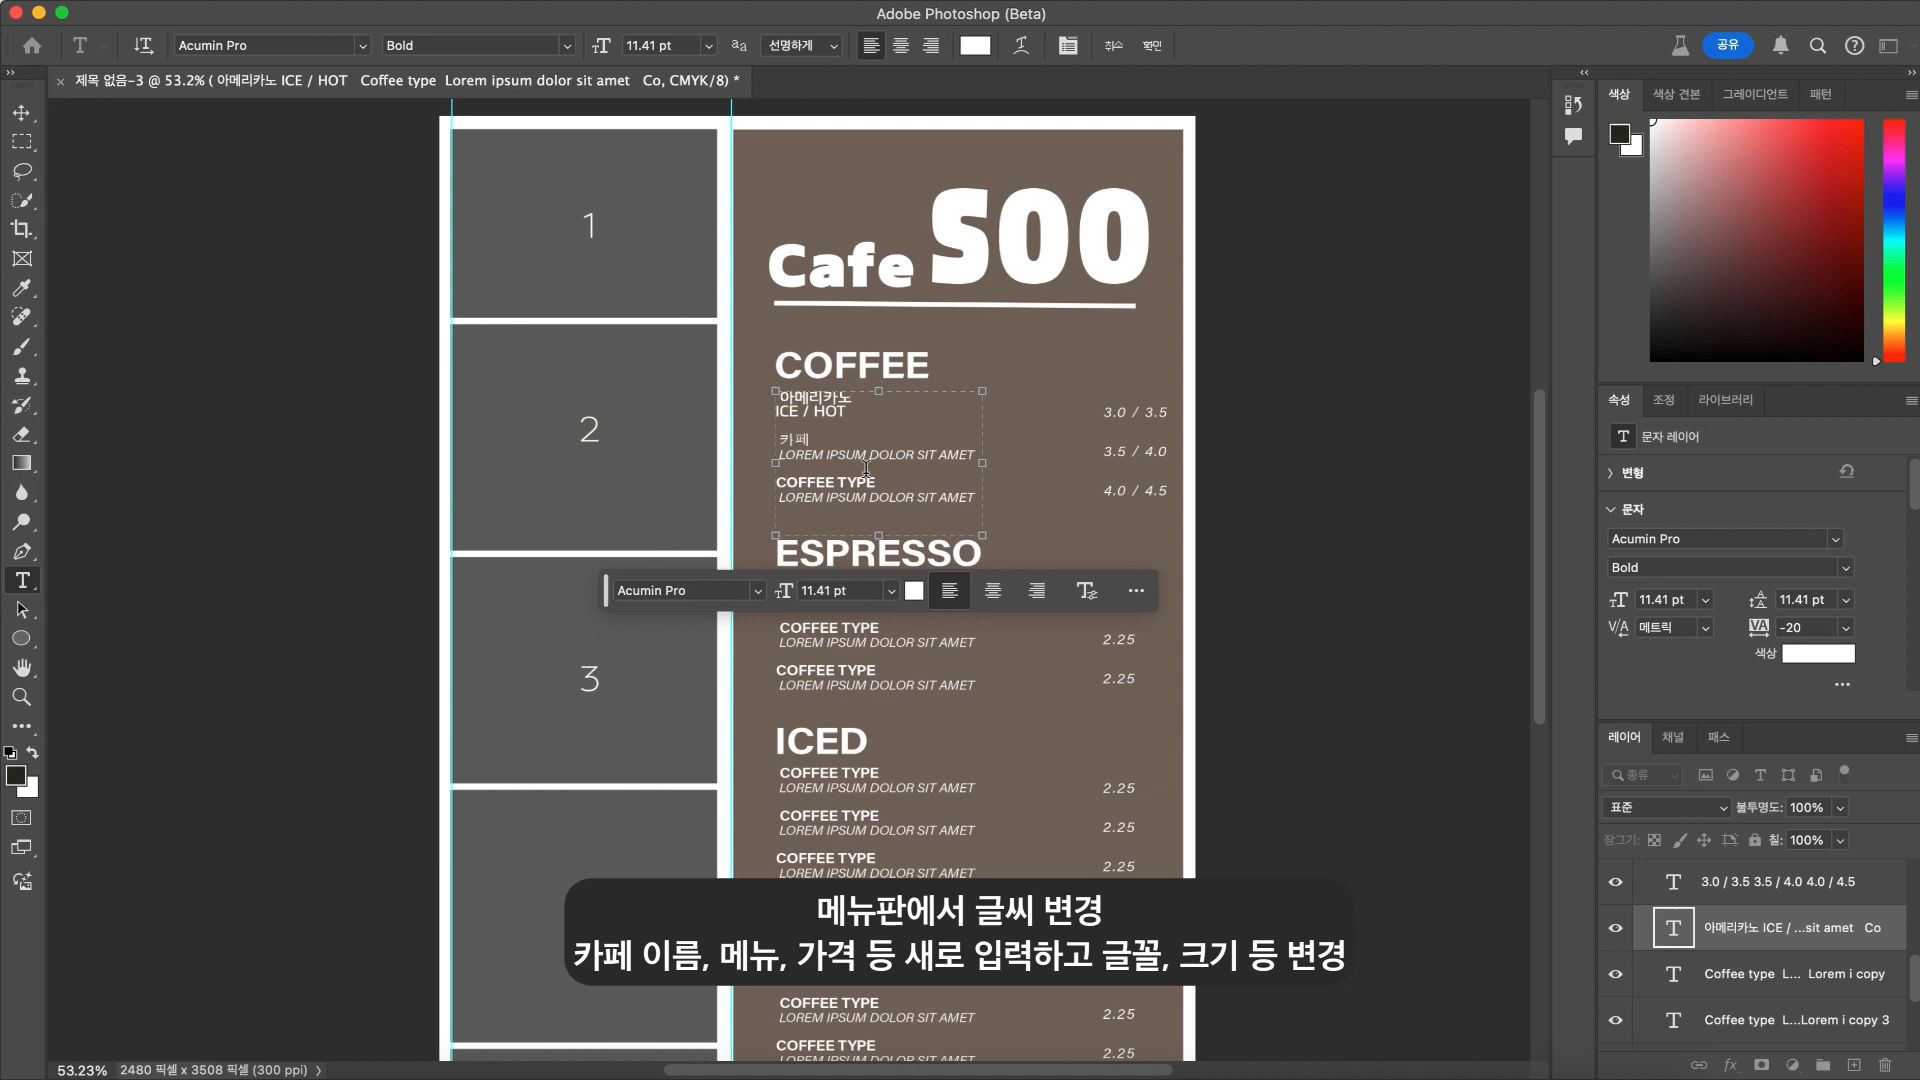 Adobe Photoshop (Beta)
Acumin Pro
Bold
11.41 pt
선명하게
취소
확인
공유
제목 없음-3 @ 53.2% ( 아메리카노 ICE / HOT Coffee type Lorem ipsum dolor sit amet Co, CMYK/8) *
1
2
3
Cafe SOO
COFFEE
아메리카노
ICE / HOT
3.0 / 3.5
카페
LOREM IPSUM DOLOR SIT AMET
3.5 / 4.0
COFFEE TYPE
LOREM IPSUM DOLOR SIT AMET
4.0 / 4.5
ESPRESSO
Acumin Pro
11.41 pt
COFFEE TYPE
LOREM IPSUM DOLOR SIT AMET
2.25
COFFEE TYPE
LOREM IPSUM DOLOR SIT AMET
2.25
ICED
COFFEE TYPE
LOREM IPSUM DOLOR SIT AMET
2.25
COFFEE TYPE
LOREM IPSUM DOLOR SIT AMET
2.25
COFFEE TYPE
LOREM IPSUM DOLOR SIT AMET
2.25
메뉴판에서 글씨 변경
카페 이름, 메뉴, 가격 등 새로 입력하고 글꼴, 크기 등 변경
COFFEE TYPE
LOREM IPSUM DOLOR SIT AMET
2.25
COFFEE TYPE
LOREM IPSUM DOLOR SIT AMET
2.25
53.23%
2480 픽셀 x 3508 픽셀 (300 ppi)
색상
색상 견본
그레이디언트
패턴
속성
조정
라이브러리
문자 레이어
변형
문자
Acumin Pro
Bold
11.41 pt
11.41 pt
메트릭
-20
색상
레이어
채널
패스
종류
표준
불투명도: 100%
잠그기:
칠: 100%
3.0 / 3.5 3.5 / 4.0 4.0 / 4.5
아메리카노 ICE / ...sit amet Co
Coffee type L... Lorem i copy
Coffee type L...Lorem i copy 3